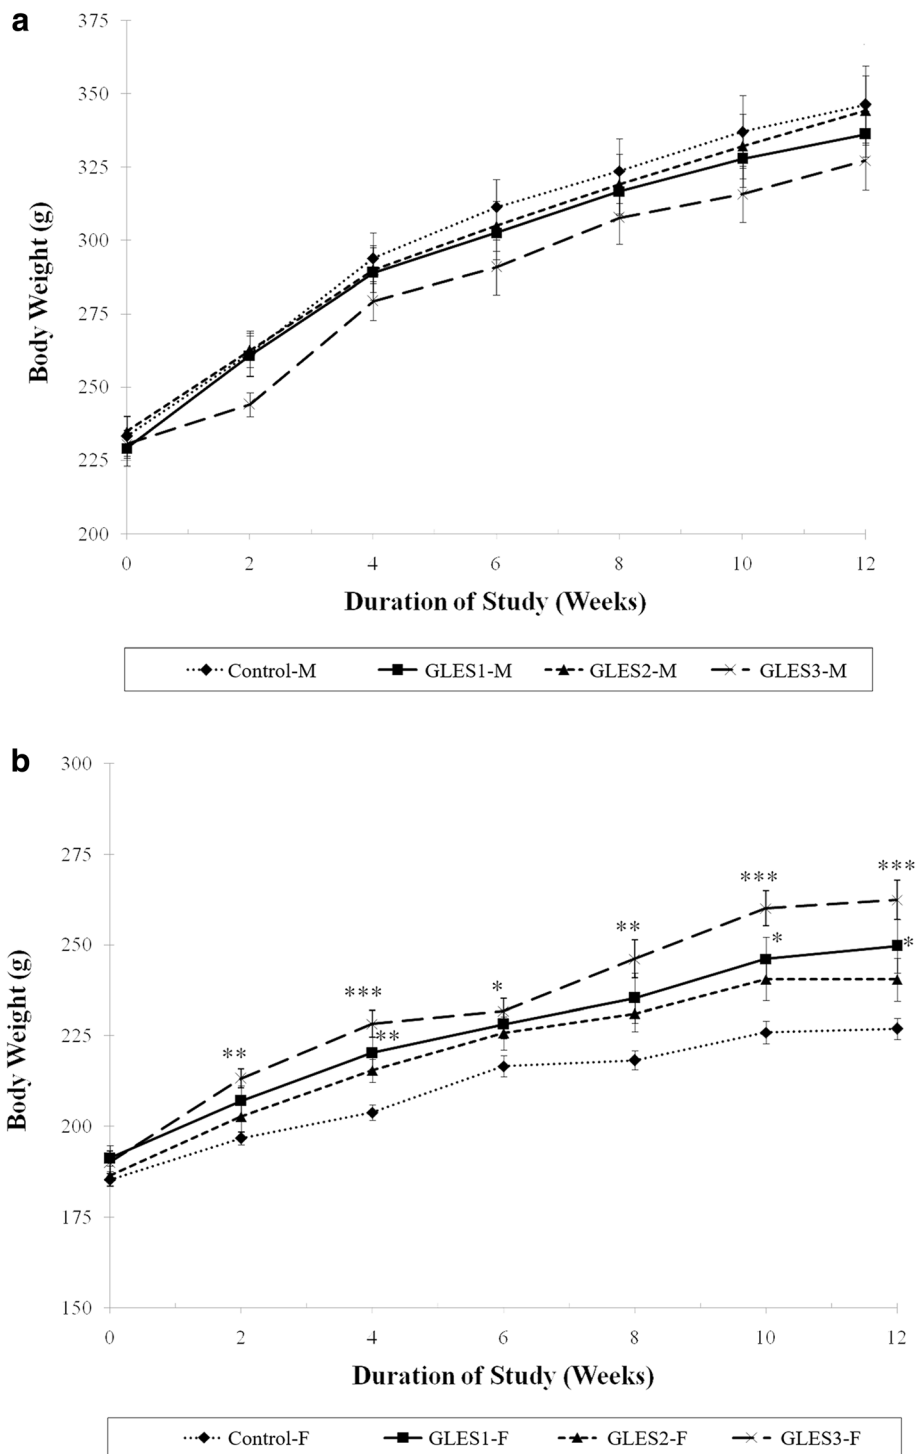 a
375
350
325
300
275
250
225
200
Body Weight (g)
0 2 4 6 8 10 12
Duration of Study (Weeks)
Control-M GLES1-M GLES2-M GLES3-M
b
300
275
250
225
200
175
150
Body Weight (g)
** *** ** * ** *** * *** *
0 2 4 6 8 10 12
Duration of Study (Weeks)
Control-F GLES1-F GLES2-F GLES3-F